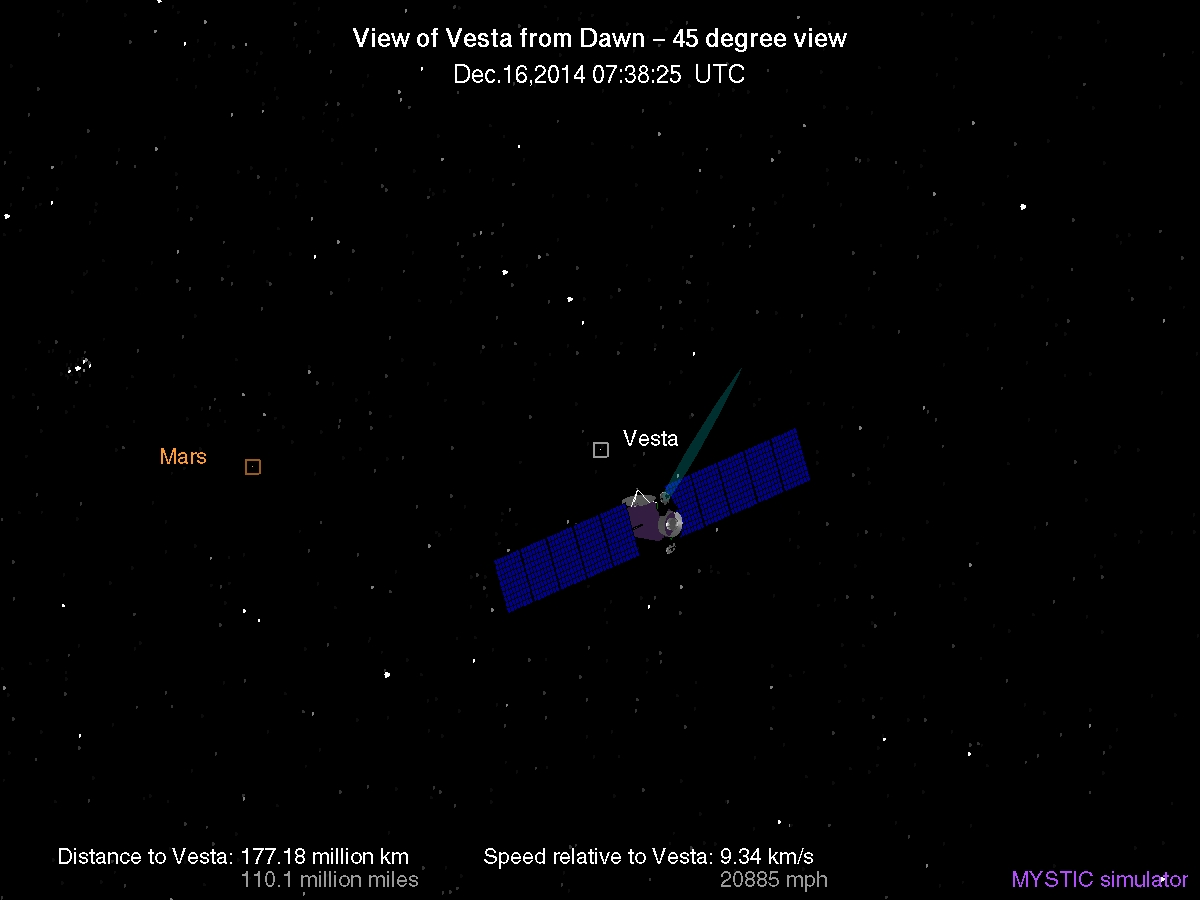 View of Vesta from Dawn – 45 degree view
Dec.16,2014 07:38:25 UTC
Vesta
Mars
Distance to Vesta: 177.18 million km
110.1 million miles
Speed relative to Vesta: 9.34 km/s
20885 mph
MYSTIC simulator